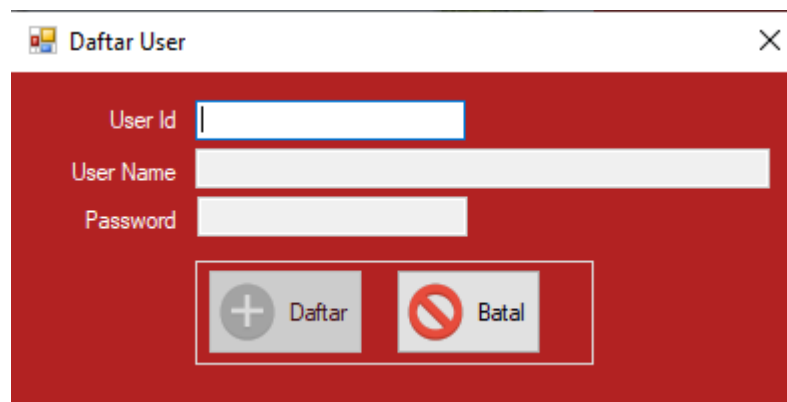 Daftar User
User Id
User Name
Password
Daftar Batal